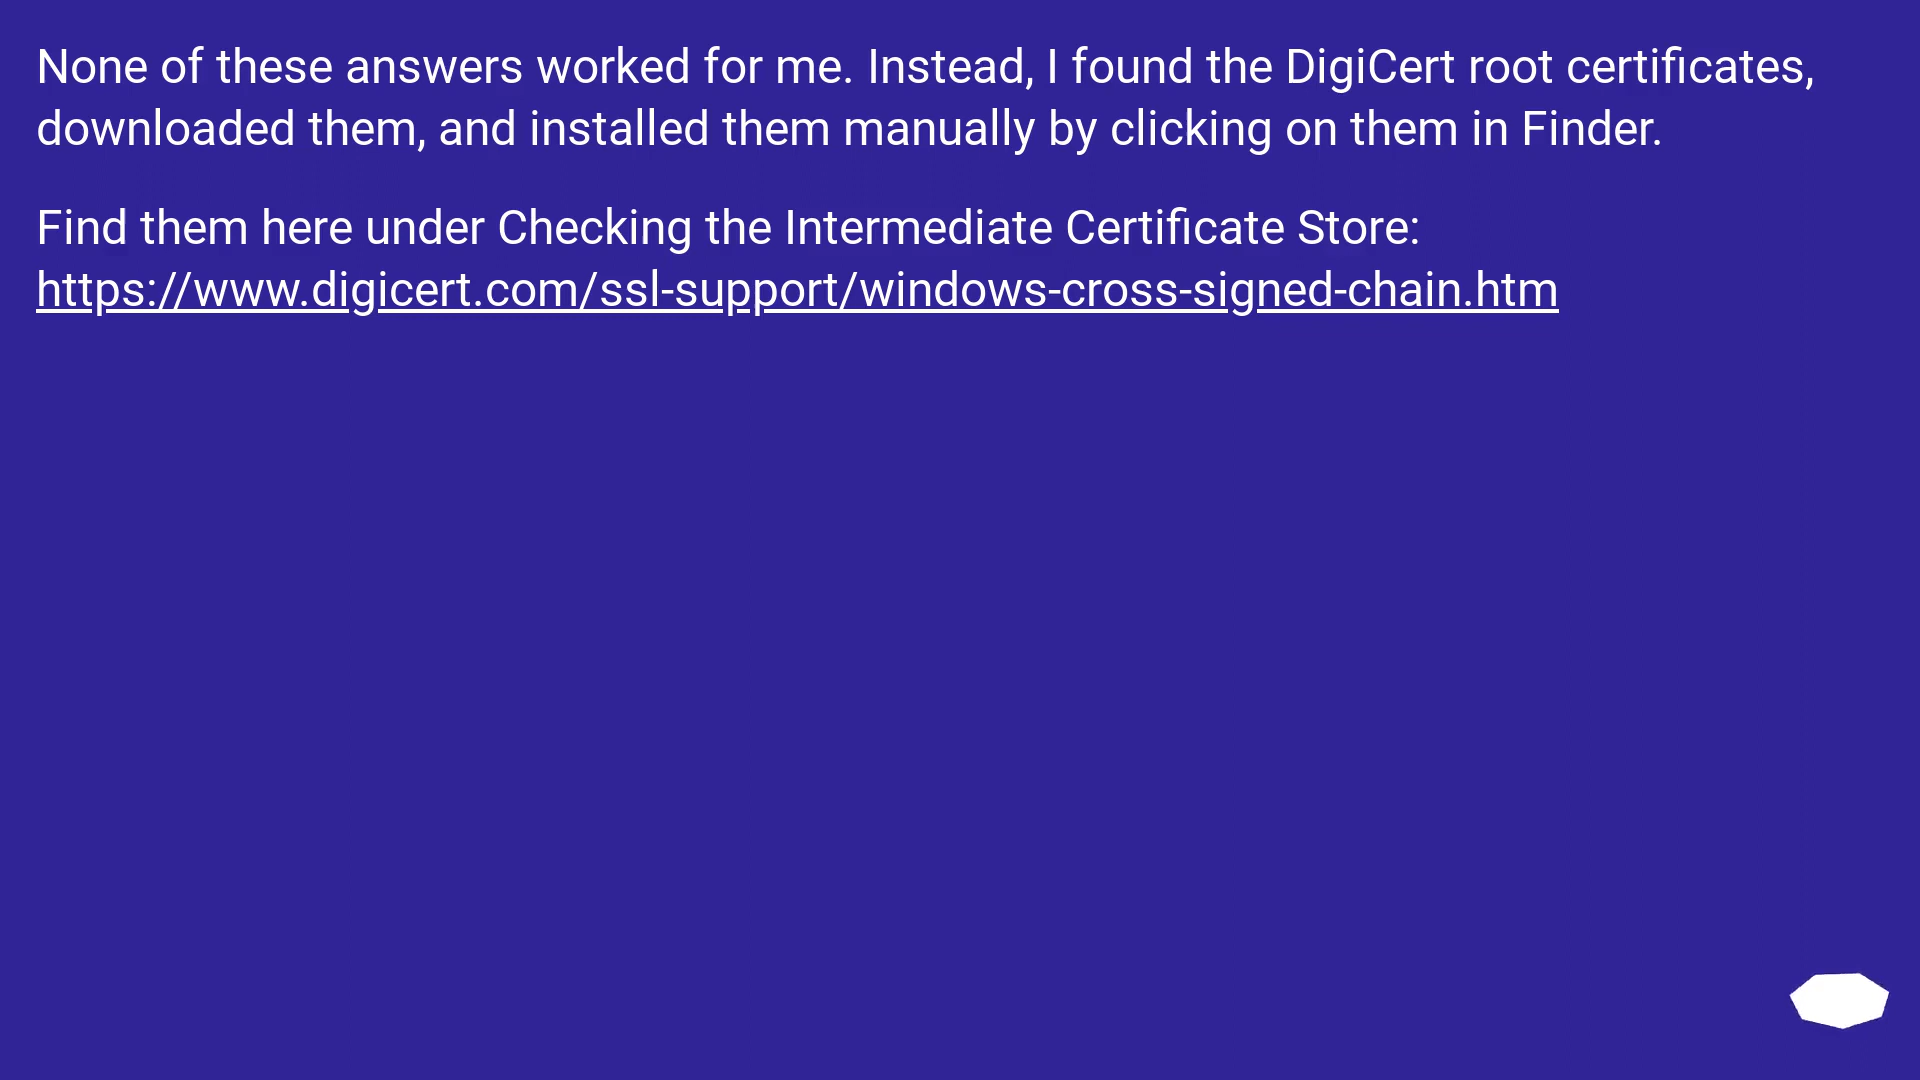 None of these answers worked for me. Instead, I found the DigiCert root certificates,
downloaded them, and installed them manually by clicking on them in Finder.
Find them here under Checking the Intermediate Certificate Store:
https://www.digicert.com/ssl-support/windows-cross-signed-chain.htm